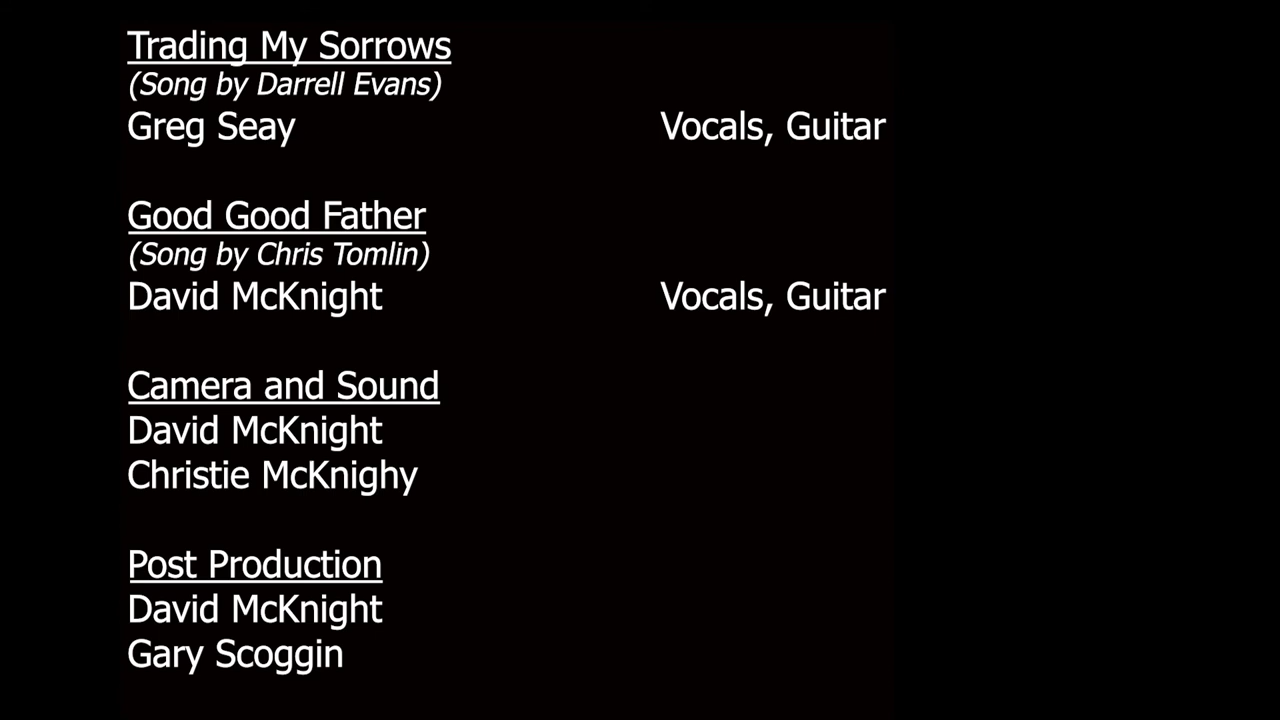 Trading My Sorrows
(Song by Darrell Evans)
Greg Seay Vocals, Guitar
Good Good Father
(Song by Chris Tomlin)
David McKnight Vocals, Guitar
Camera and Sound
David McKnight
Christie McKnighy
Post Production
David McKnight
Gary Scoggin